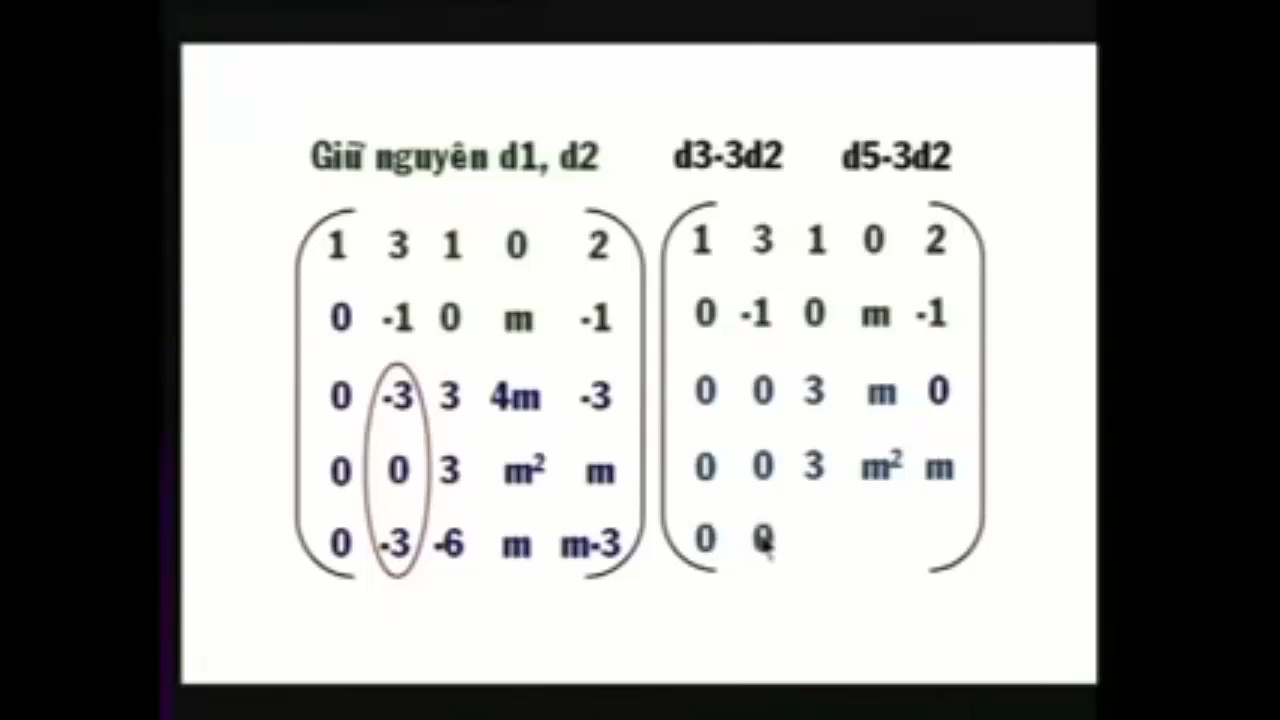 Giữ nguyên d1, d2 d3-3d2 d5-3d2
1 3 1 0 2
0 -1 0 m -1
0 -3 3 4m -3
0 0 3 m² m
0 -3 -6 m m-3
1 3 1 0 2
0 -1 0 m -1
0 0 3 m 0
0 0 3 m² m
0 0